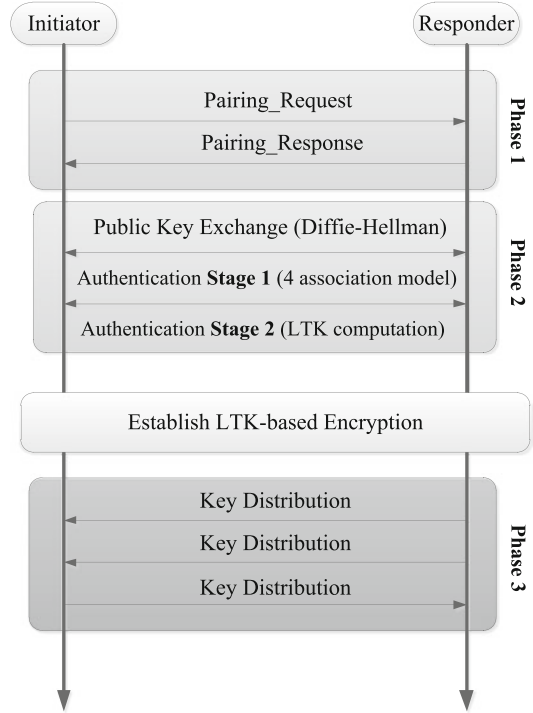 Initiator
Responder
Pairing_Request
Pairing_Response
Phase 1
Public Key Exchange (Diffie-Hellman)
Authentication Stage 1 (4 association model)
Authentication Stage 2 (LTK computation)
Phase 2
Establish LTK-based Encryption
Key Distribution
Key Distribution
Key Distribution
Phase 3